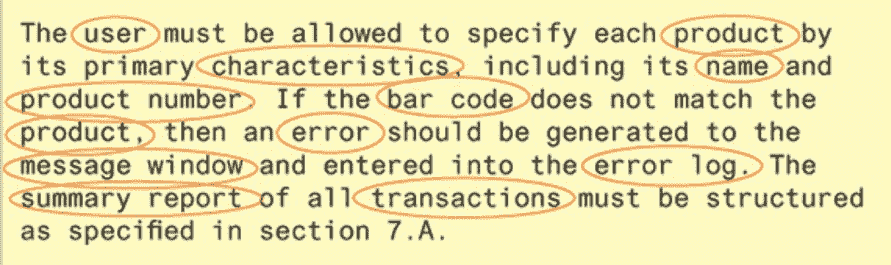 The user must be allowed to specify each product by
its primary characteristics, including its name and
product number. If the bar code does not match the
product, then an error should be generated to the
message window and entered into the error log. The
summary report of all transactions must be structured
as specified in section 7.A.